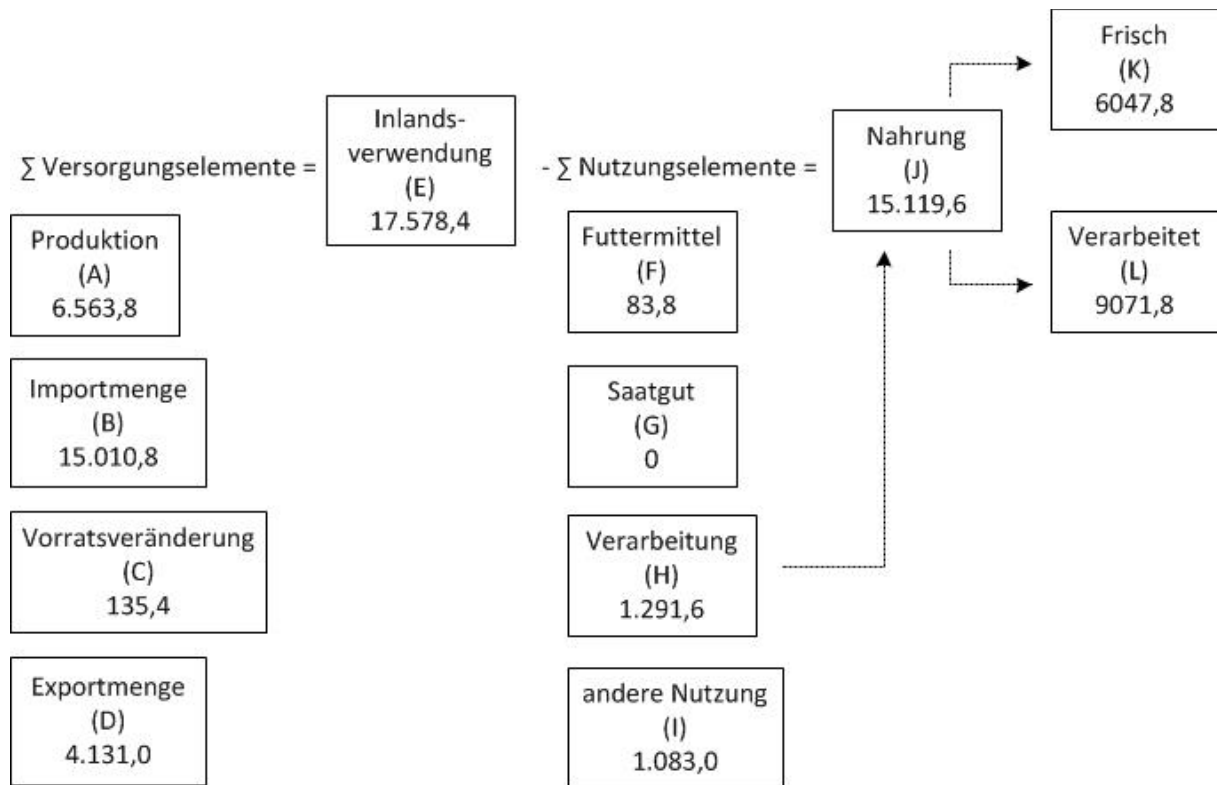 ∑ Versorgungselemente =
Produktion
(A)
6.563,8
Importmenge
(B)
15.010,8
Vorratsveränderung
(C)
135,4
Exportmenge
(D)
4.131,0
Inlands-
verwendung
(E)
17.578,4
- ∑ Nutzungselemente =
Futtermittel
(F)
83,8
Saatgut
(G)
0
Verarbeitung
(H)
1.291,6
andere Nutzung
(I)
1.083,0
Nahrung
(J)
15.119,6
Frisch
(K)
6047,8
Verarbeitet
(L)
9071,8